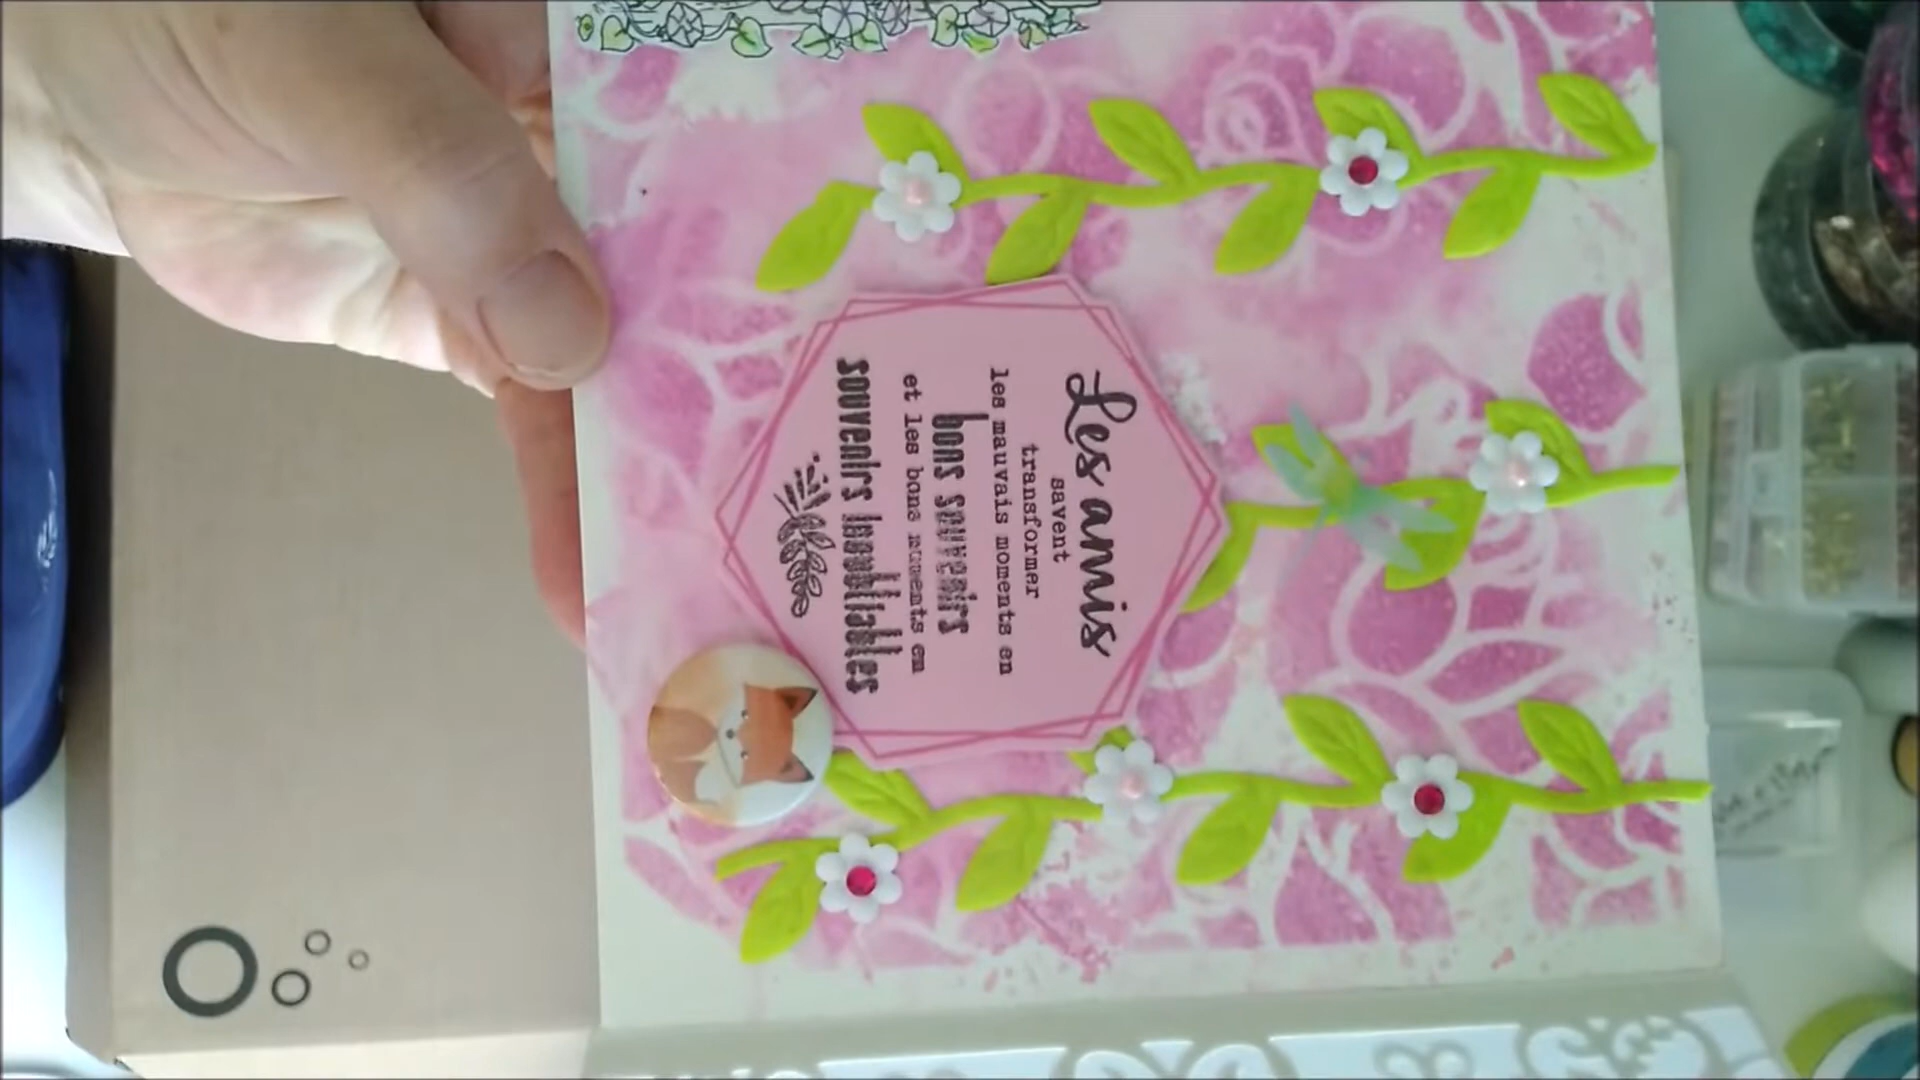 Les amis
savent
transformer
les mauvais moments en
bons souvenirs
et les bons moments en
souvenirs inoubliables